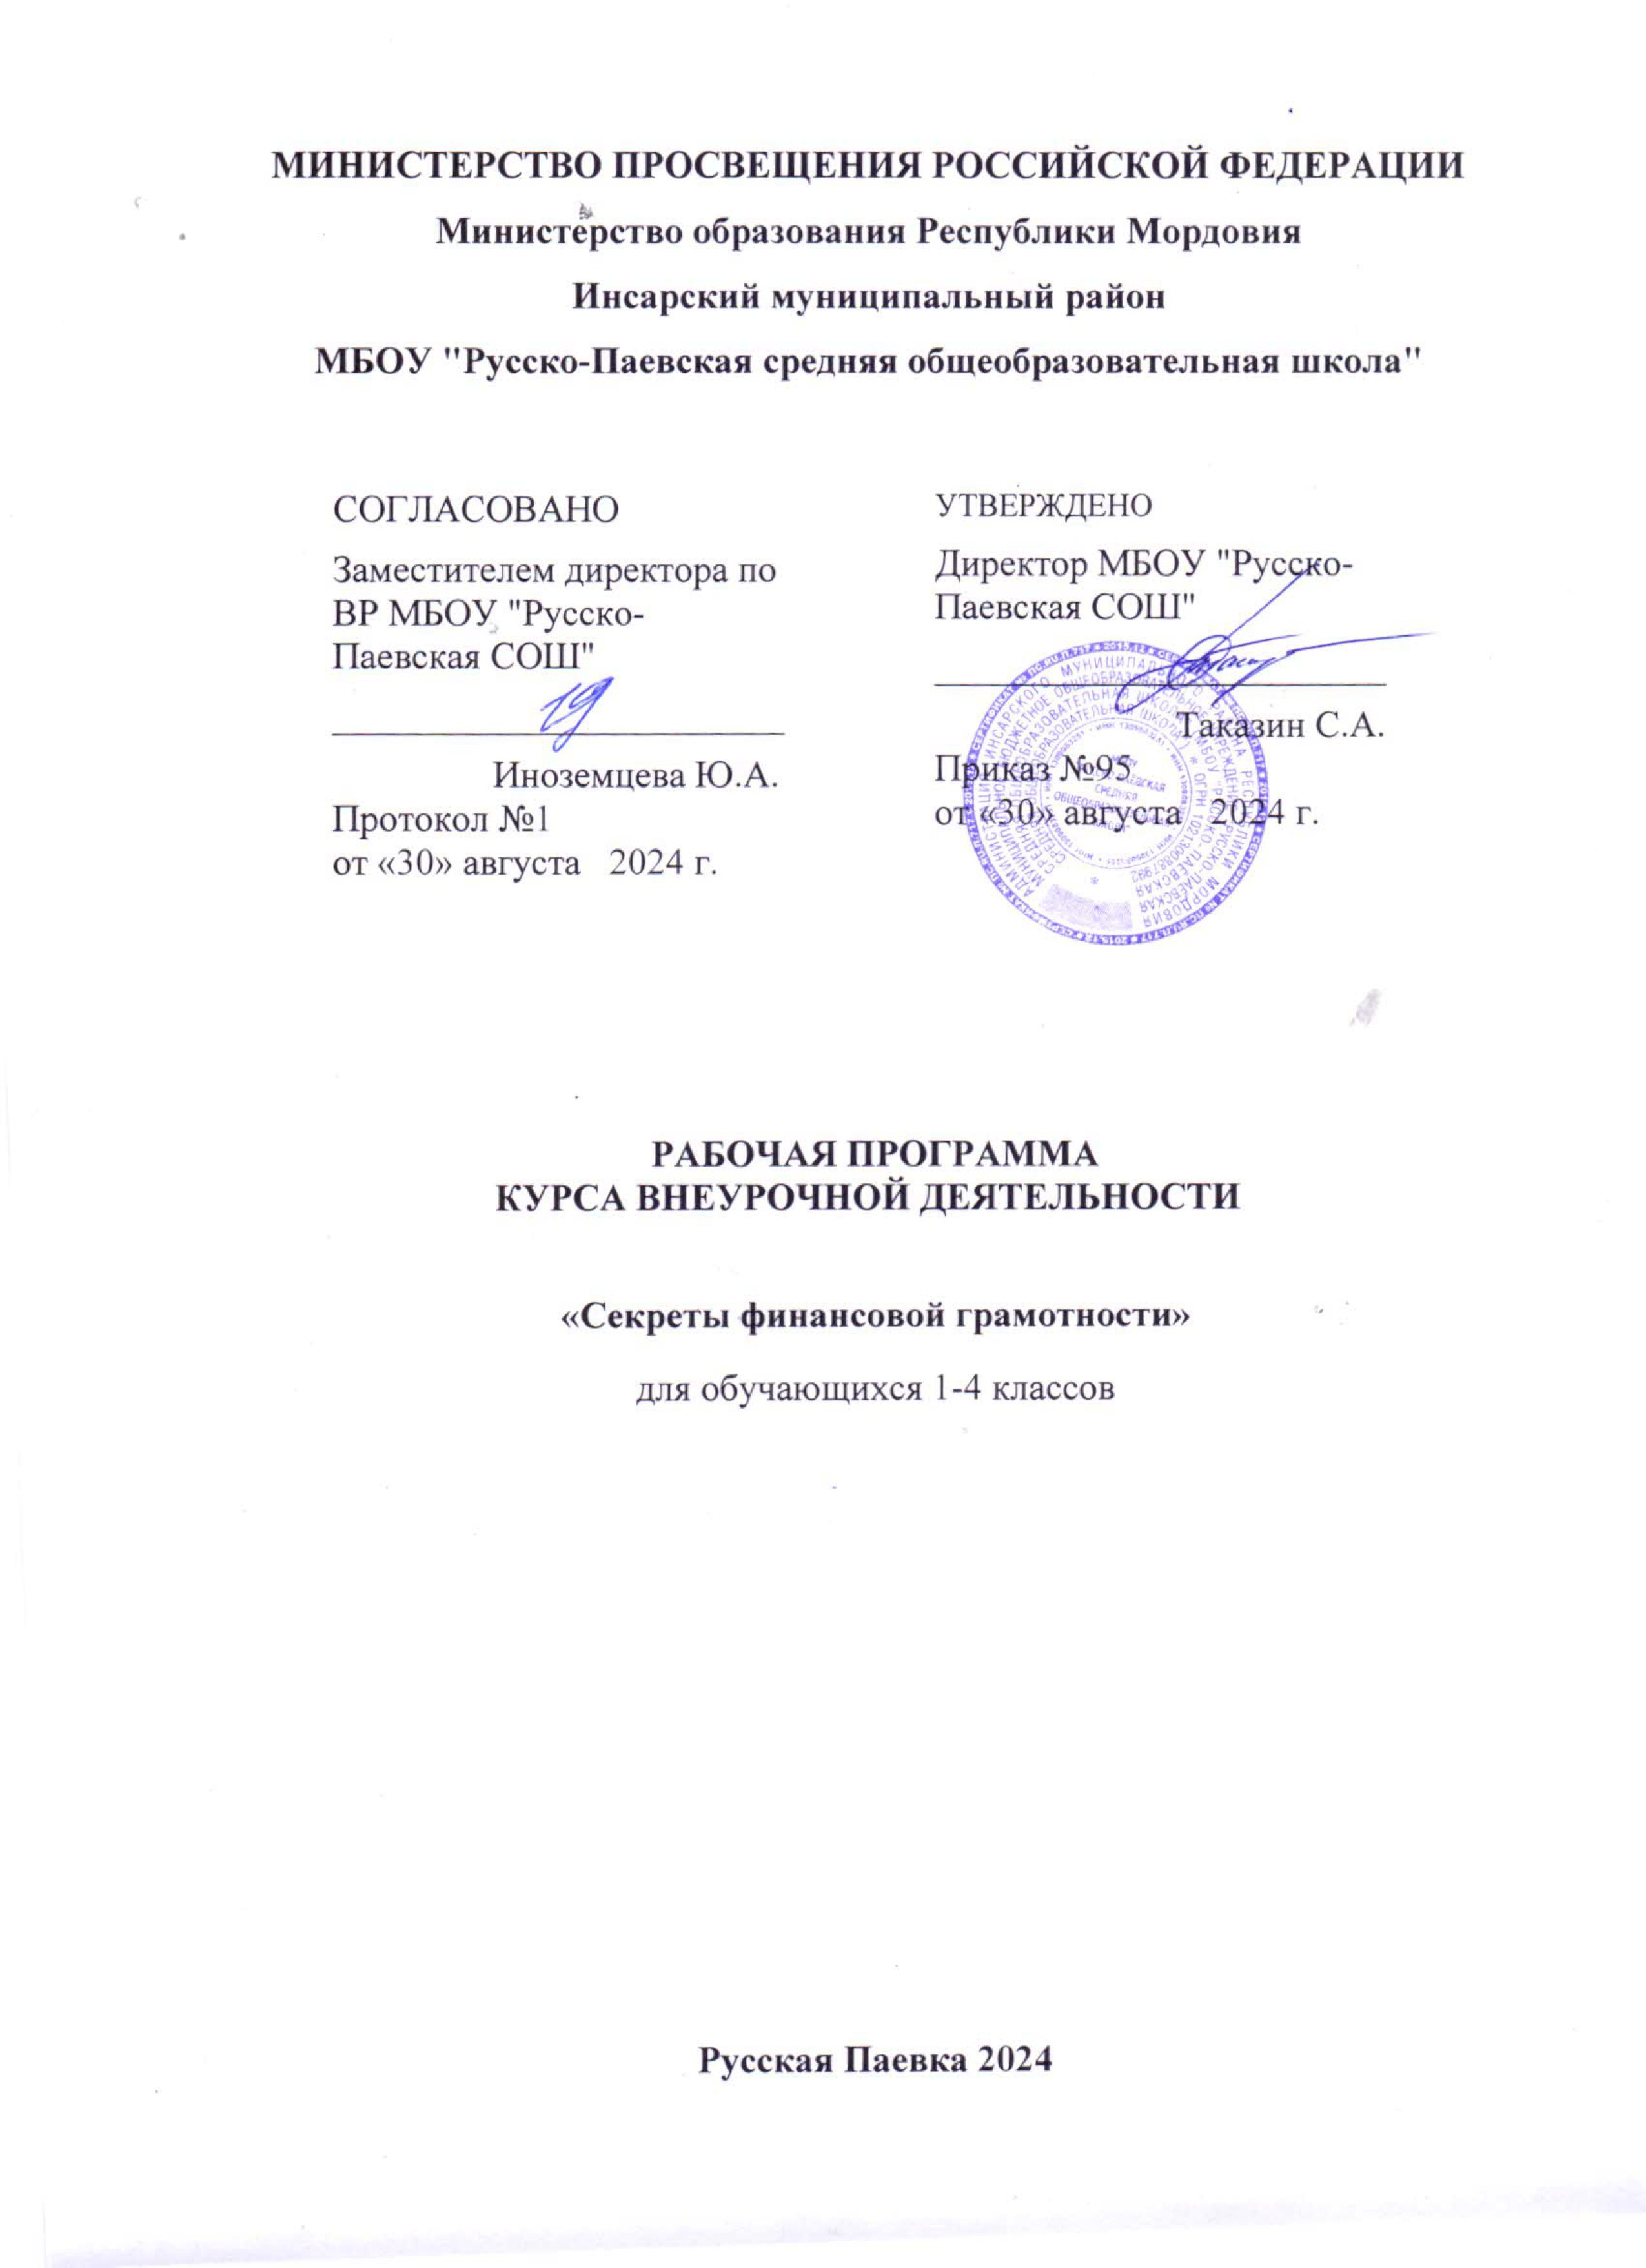 МИНИСТЕРСТВО ПРОСВЕЩЕНИЯ РОССИЙСКОЙ ФЕДЕРАЦИИ
Министерство образования Республики Мордовия
Инсарский муниципальный район
МБОУ "Русско-Паевская средняя общеобразовательная школа"
СОГЛАСОВАНО
Заместителем директора по
ВР МБОУ "Русско-
Паевская СОШ"
Иноземцева Ю.А.
Протокол №1
от «30» августа 2024 г.
УТВЕРЖДЕНО
Директор МБОУ "Русско-
Паевская СОШ"
Таказин С.А.
Приказ №95
от «30» августа 2024 г.
РАБОЧАЯ ПРОГРАММА
КУРСА ВНЕУРОЧНОЙ ДЕЯТЕЛЬНОСТИ
«Секреты финансовой грамотности»
для обучающихся 1-4 классов
Русская Паевка 2024